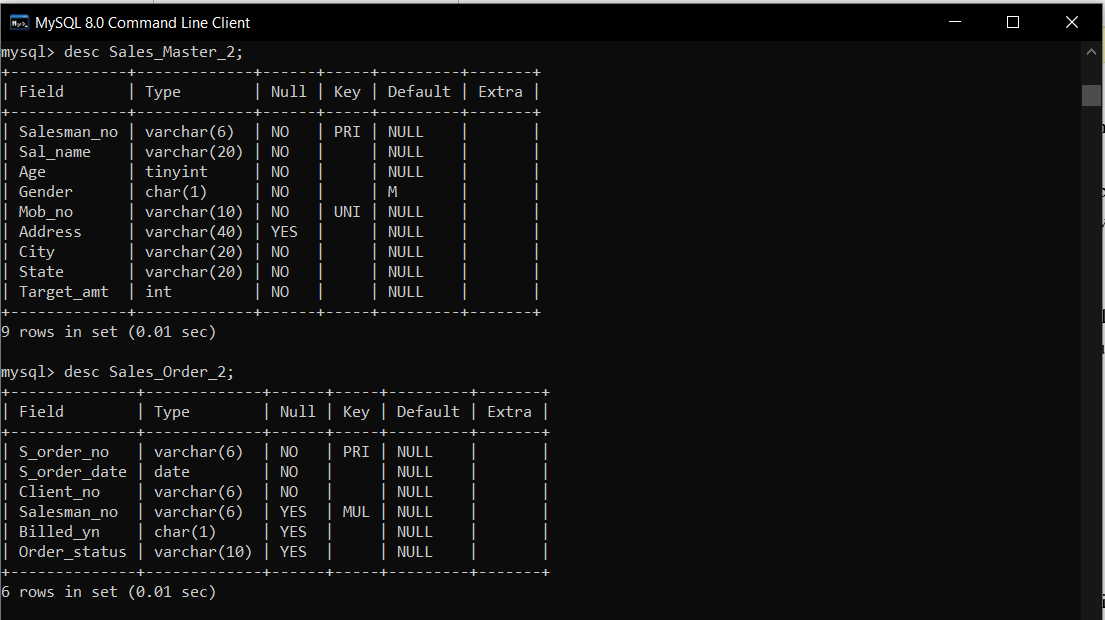 MySQL 8.0 Command Line Client
mysql> desc Sales_Master_2;
+-------------+-------------+------+-----+---------+-------+
| Field       | Type        | Null | Key | Default | Extra |
+-------------+-------------+------+-----+---------+-------+
| Salesman_no | varchar(6)  | NO   | PRI | NULL    |       |
| Sal_name    | varchar(20) | NO   |     | NULL    |       |
| Age         | tinyint     | NO   |     | NULL    |       |
| Gender      | char(1)     | NO   |     | M       |       |
| Mob_no      | varchar(10) | NO   | UNI | NULL    |       |
| Address     | varchar(40) | YES  |     | NULL    |       |
| City        | varchar(20) | NO   |     | NULL    |       |
| State       | varchar(20) | NO   |     | NULL    |       |
| Target_amt  | int         | NO   |     | NULL    |       |
+-------------+-------------+------+-----+---------+-------+
9 rows in set (0.01 sec)
mysql> desc Sales_Order_2;
+--------------+-------------+------+-----+---------+-------+
| Field        | Type        | Null | Key | Default | Extra |
+--------------+-------------+------+-----+---------+-------+
| S_order_no   | varchar(6)  | NO   | PRI | NULL    |       |
| S_order_date | date        | NO   |     | NULL    |       |
| Client_no    | varchar(6)  | NO   |     | NULL    |       |
| Salesman_no  | varchar(6)  | YES  | MUL | NULL    |       |
| Billed_yn    | char(1)     | YES  |     | NULL    |       |
| Order_status | varchar(10) | YES  |     | NULL    |       |
+--------------+-------------+------+-----+---------+-------+
6 rows in set (0.01 sec)